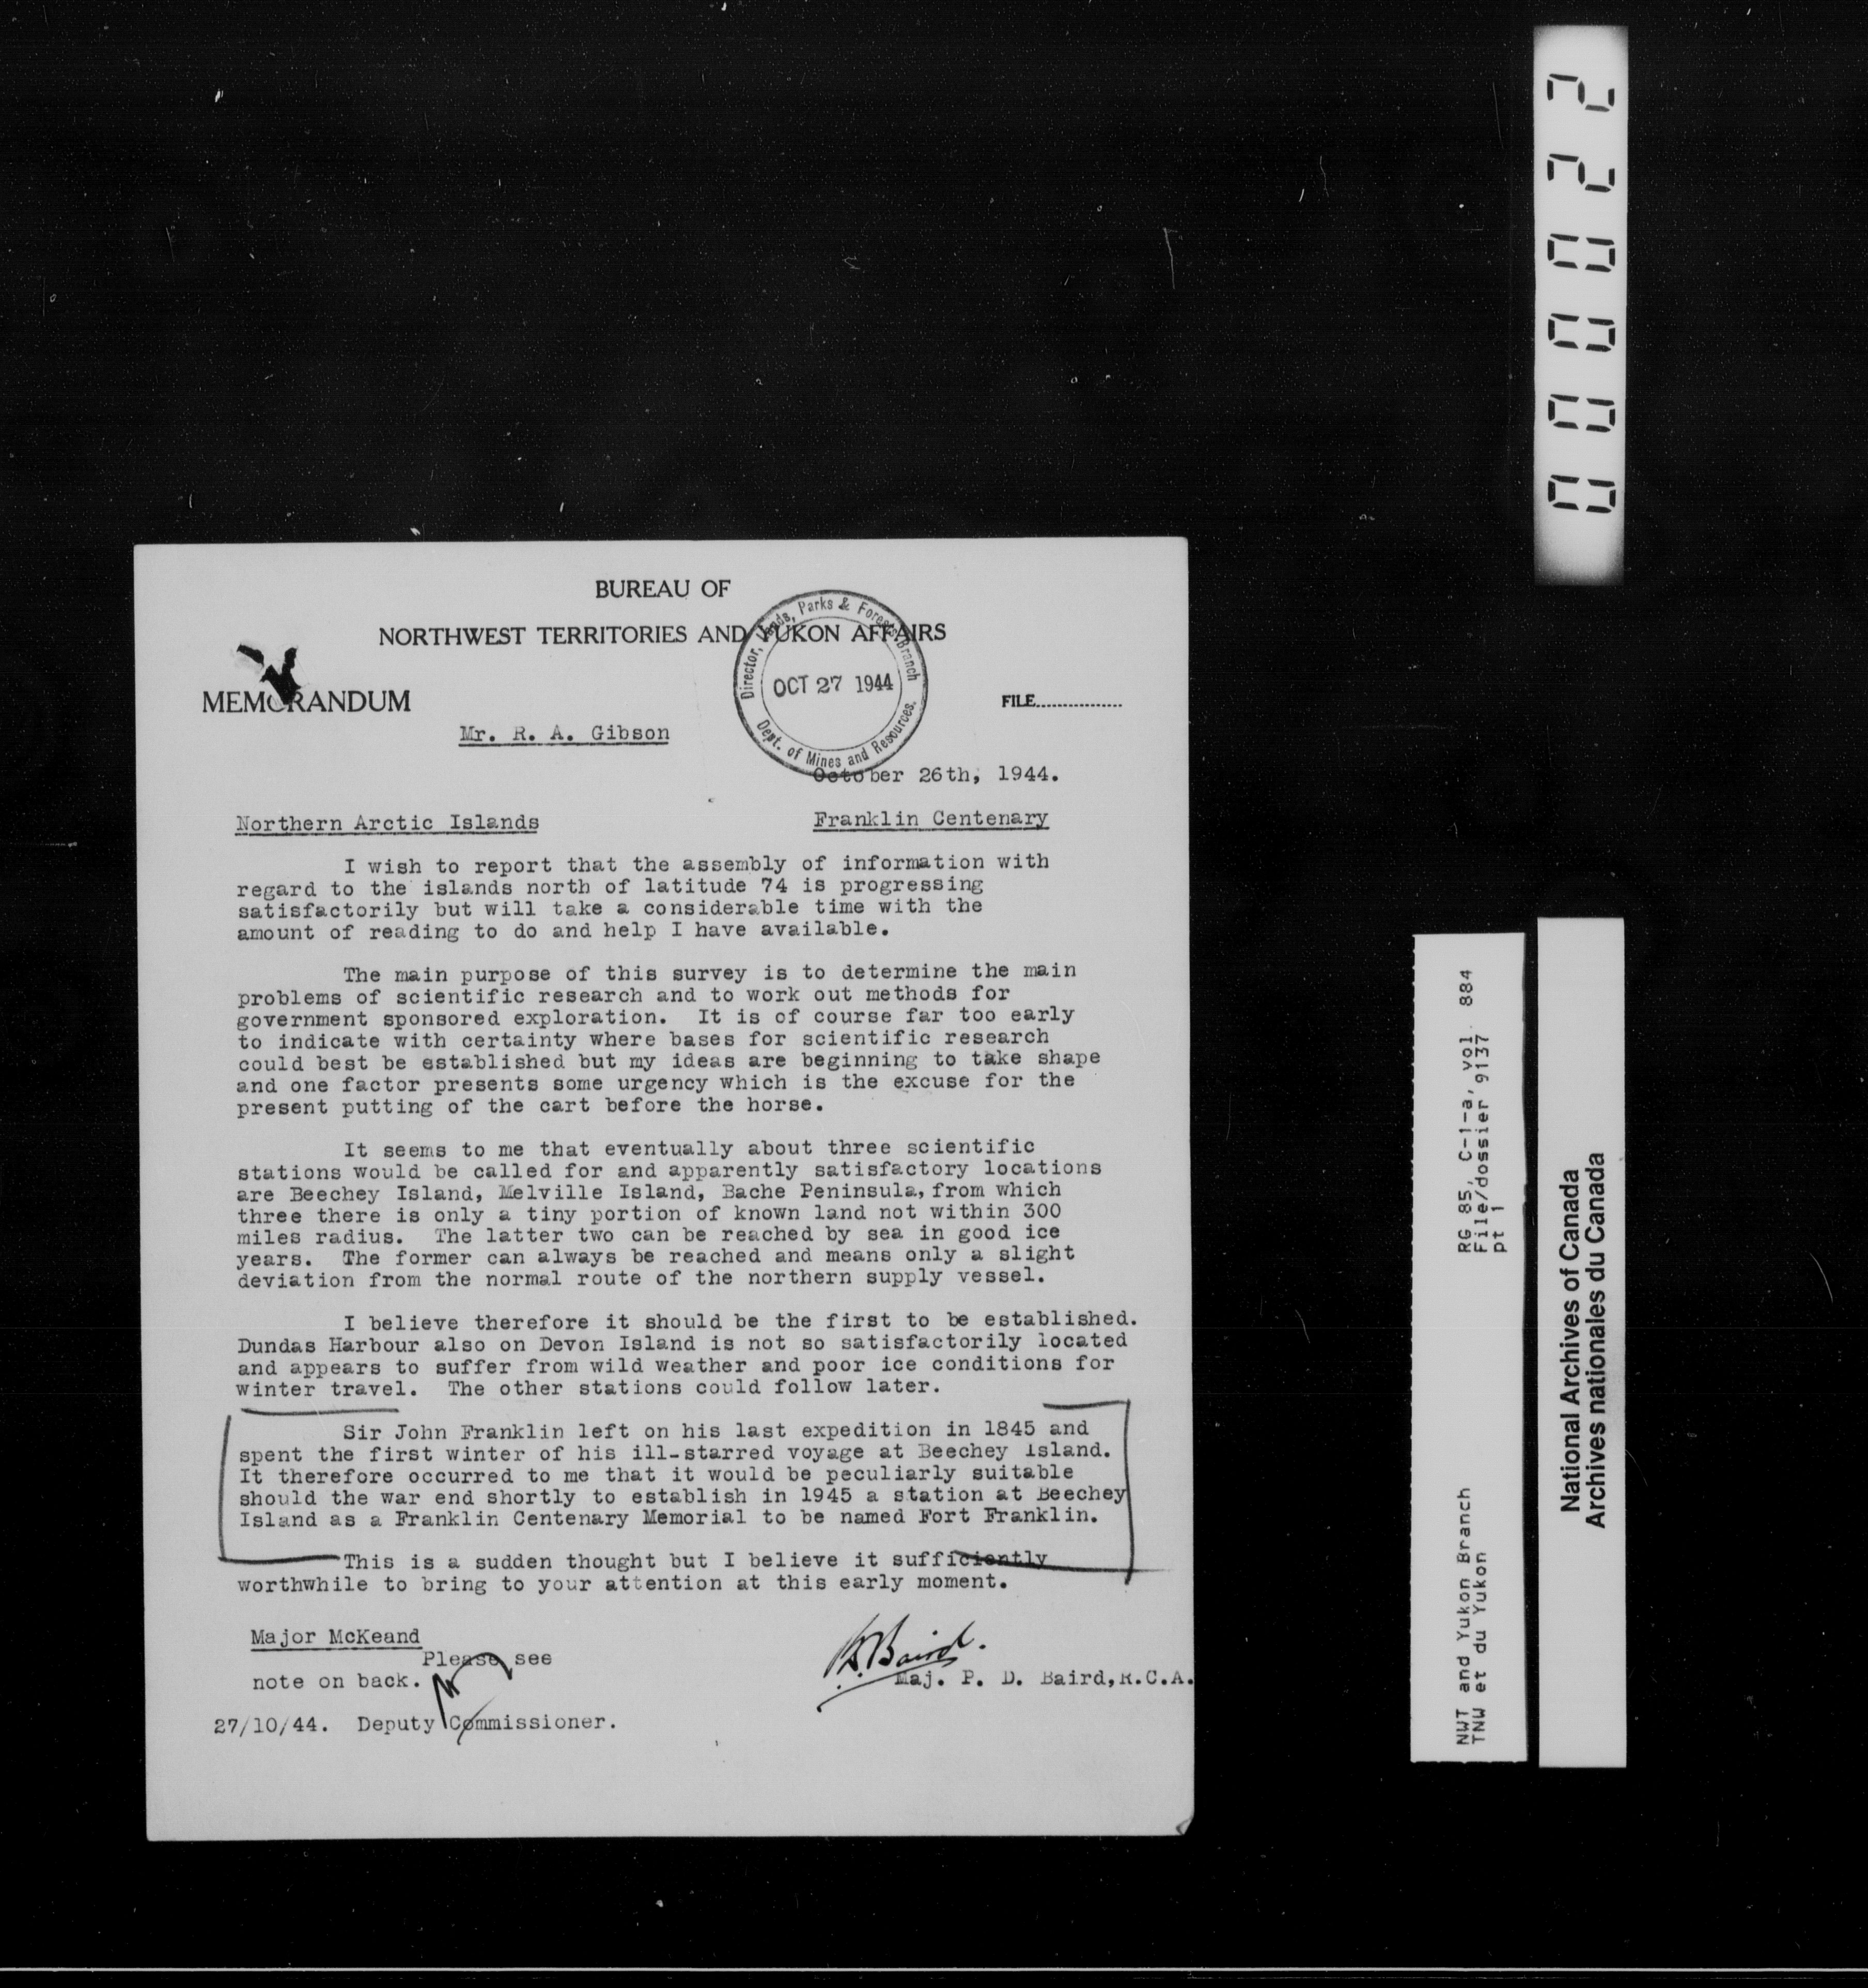 BUREAU OF
NORTHWEST TERRITORIES AND YUKON AFFAIRS
Director, Lands, Parks & Forests Branch
OCT 27 1944
Dept. of Mines and Resources.
MEMORANDUM
FILE................
Mr. R. A. Gibson
October 26th, 1944.
Northern Arctic Islands
Franklin Centenary
I wish to report that the assembly of information with
regard to the islands north of latitude 74 is progressing
satisfactorily but will take a considerable time with the
amount of reading to do and help I have available.
The main purpose of this survey is to determine the main
problems of scientific research and to work out methods for
government sponsored exploration. It is of course far too early
to indicate with certainty where bases for scientific research
could best be established but my ideas are beginning to take shape
and one factor presents some urgency which is the excuse for the
present putting of the cart before the horse.
It seems to me that eventually about three scientific
stations would be called for and apparently satisfactory locations
are Beechey Island, Melville Island, Bache Peninsula, from which
three there is only a tiny portion of known land not within 300
miles radius. The latter two can be reached by sea in good ice
years. The former can always be reached and means only a slight
deviation from the normal route of the northern supply vessel.
I believe therefore it should be the first to be established.
Dundas Harbour also on Devon Island is not so satisfactorily located
and appears to suffer from wild weather and poor ice conditions for
winter travel. The other stations could follow later.
Sir John Franklin left on his last expedition in 1845 and
spent the first winter of his ill-starred voyage at Beechey Island.
It therefore occurred to me that it would be peculiarly suitable
should the war end shortly to establish in 1945 a station at Beechey
Island as a Franklin Centenary Memorial to be named Fort Franklin.
This is a sudden thought but I believe it sufficiently
worthwhile to bring to your attention at this early moment.
Major McKeand
Please see
note on back.
27/10/44. Deputy Commissioner.
P.D. Baird.
Maj. P. D. Baird, R.C.A.
000022
NWT and Yukon Branch RG 85, C-1-a, vol. 884
TNW et du Yukon File/dossier 9137
pt 1
National Archives of Canada
Archives nationales du Canada